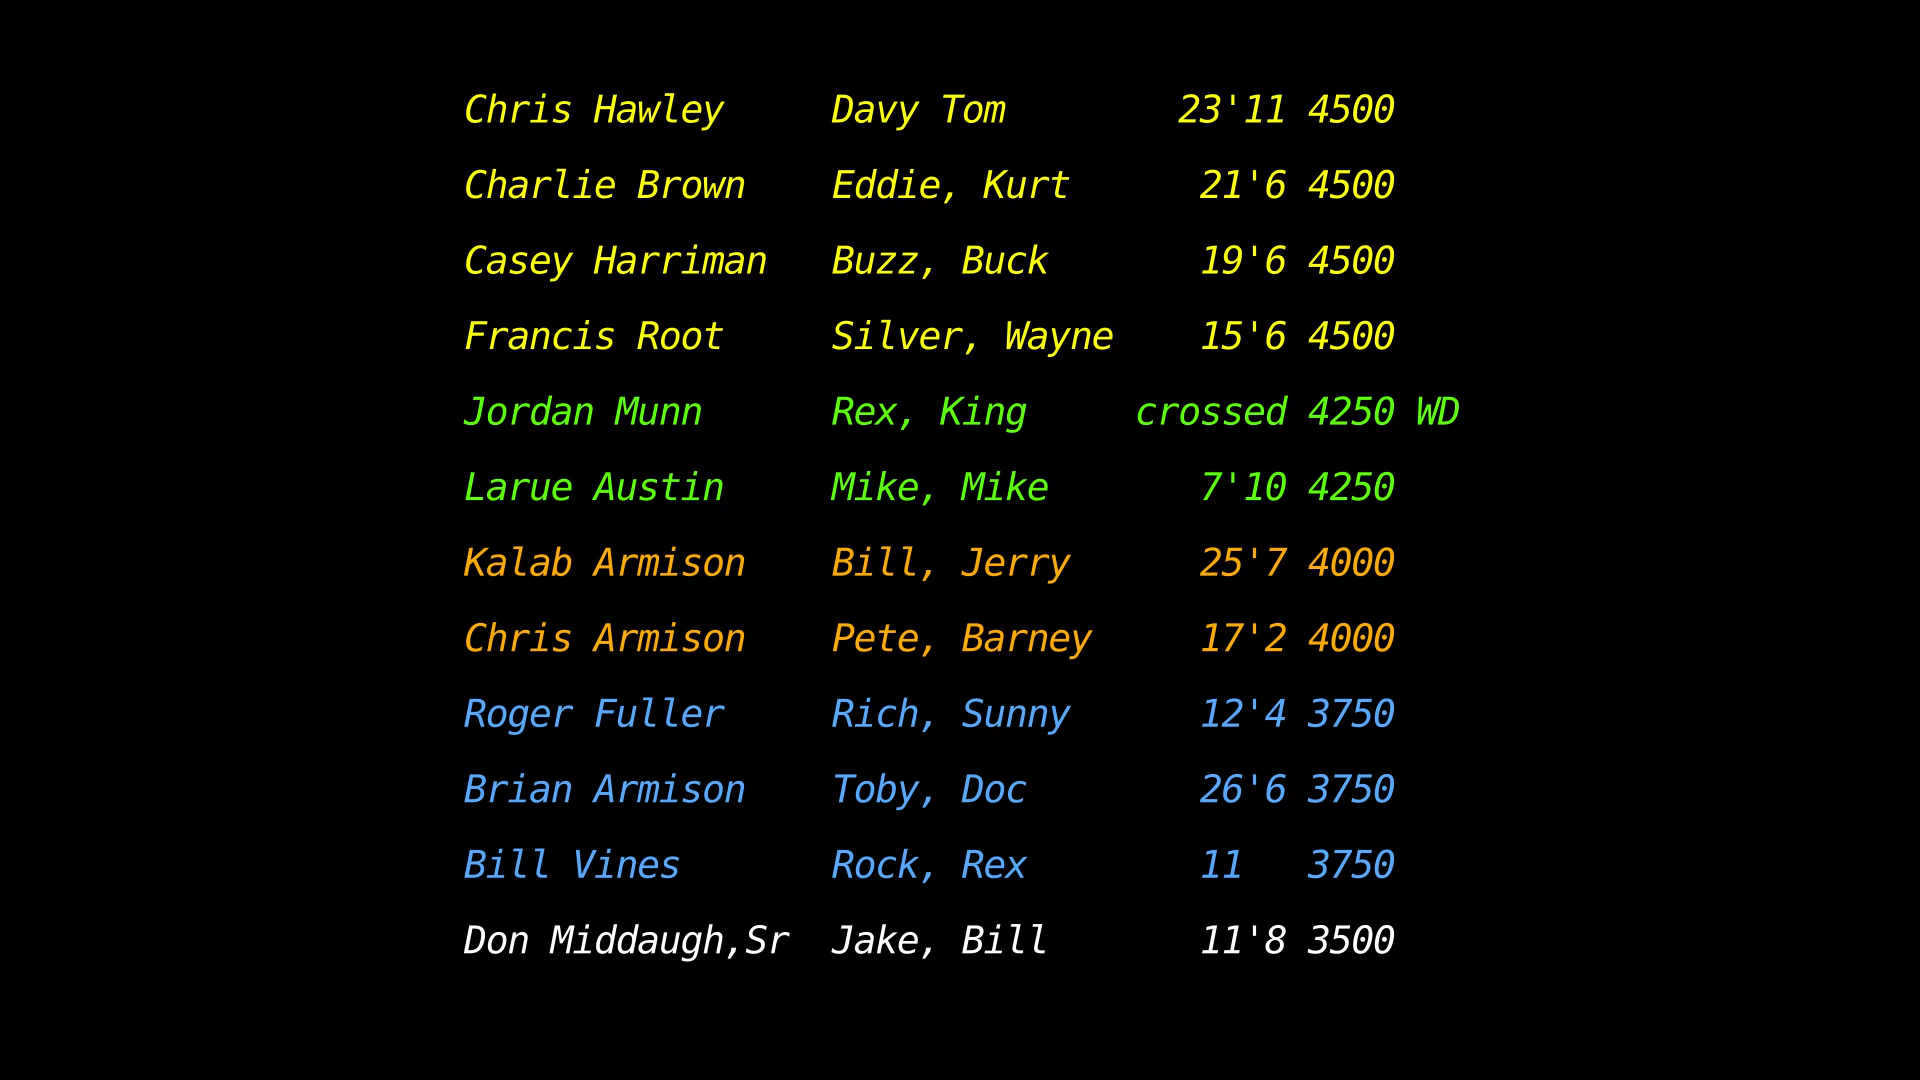 Chris Hawley Davy Tom 23'11 4500
Charlie Brown Eddie, Kurt 21'6 4500
Casey Harriman Buzz, Buck 19'6 4500
Francis Root Silver, Wayne 15'6 4500
Jordan Munn Rex, King crossed 4250 WD
Larue Austin Mike, Mike 7'10 4250
Kalab Armison Bill, Jerry 25'7 4000
Chris Armison Pete, Barney 17'2 4000
Roger Fuller Rich, Sunny 12'4 3750
Brian Armison Toby, Doc 26'6 3750
Bill Vines Rock, Rex 11 3750
Don Middaugh,Sr Jake, Bill 11'8 3500